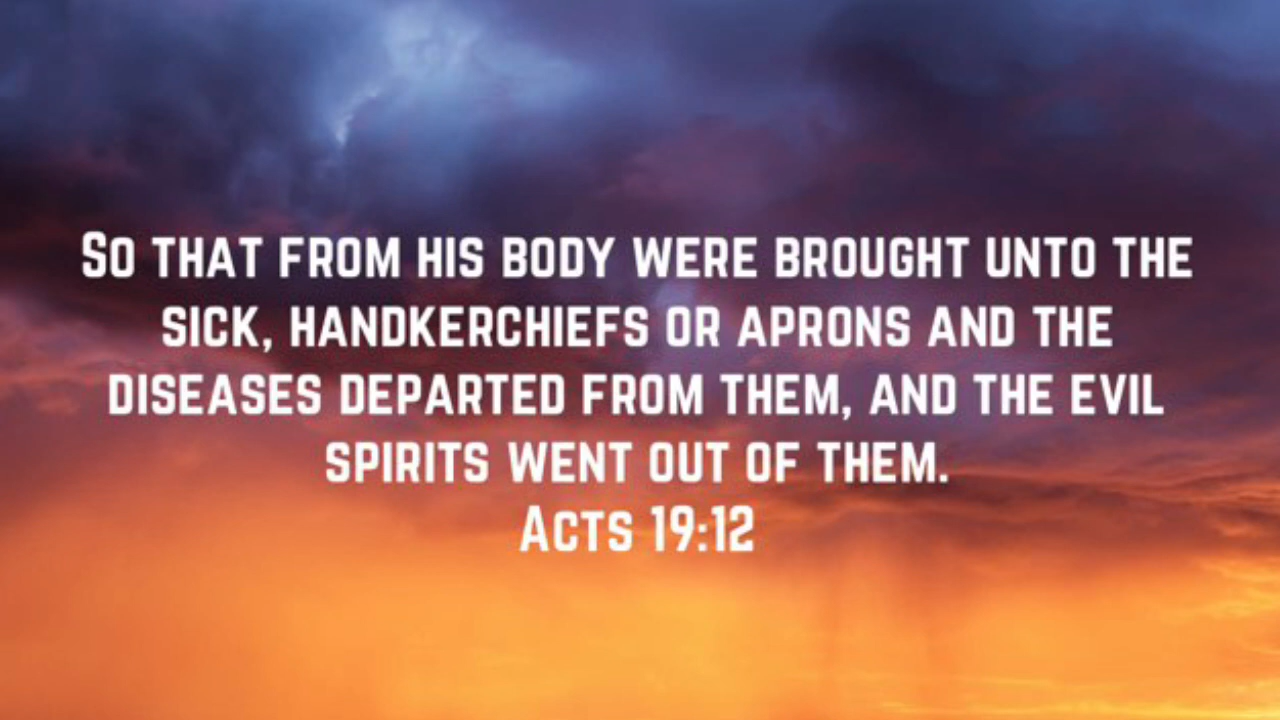 So that from his body were brought unto the
sick, handkerchiefs or aprons and the
diseases departed from them, and the evil
spirits went out of them.
Acts 19:12